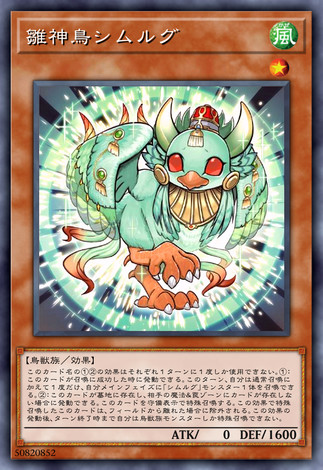 雛神鳥シムルグ
風
【鳥獣族／効果】
このカード名の①②の効果はそれぞれ１ターンに１度しか使用できない。①：
このカードが召喚に成功した時に発動できる。このターン、自分は通常召喚に
加えて１度だけ、自分メインフェイズに「シムルグ」モンスター１体を召喚でき
る。②：このカードが墓地に存在し、相手の魔法&罠ゾーンにカードが存在しな
い場合に発動できる。このカードを守備表示で特殊召喚する。この効果で特殊
召喚したこのカードは、フィールドから離れた場合に除外される。この効果の
発動後、ターン終了時まで自分は鳥獣族モンスターしか特殊召喚できない。
ATK/ 0 DEF/1600
50820852